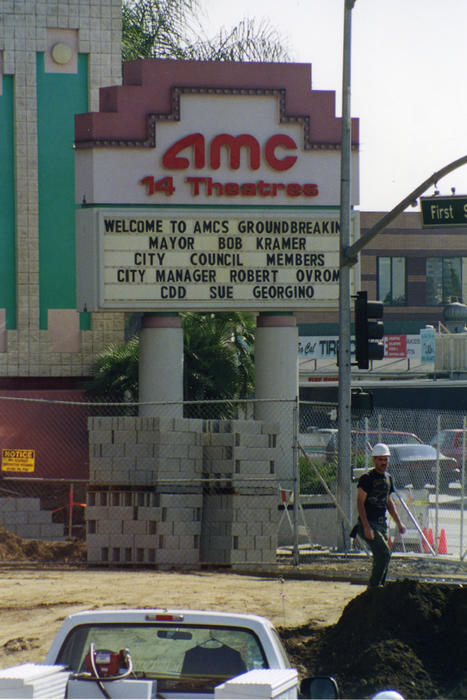 AMC
14 Theatres
WELCOME TO AMCS GROUNDBREAKIN
MAYOR BOB KRAMER
CITY COUNCIL MEMBERS
CITY MANAGER ROBERT OVROM
CDD SUE GEORGINO
First S
TIRE
NOTICE